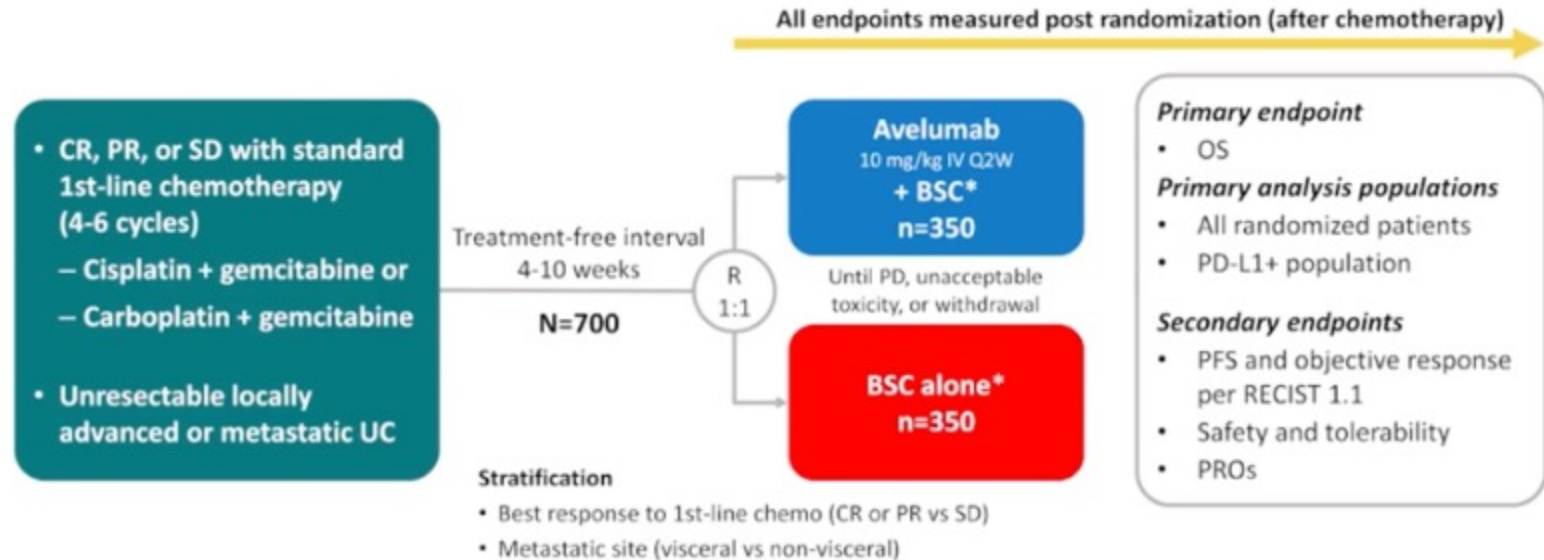 All endpoints measured post randomization (after chemotherapy)
• CR, PR, or SD with standard
1st-line chemotherapy
(4-6 cycles)
– Cisplatin + gemcitabine or
– Carboplatin + gemcitabine
• Unresectable locally
advanced or metastatic UC
Treatment-free interval
4-10 weeks
N=700
R
1:1
Avelumab
10 mg/kg IV Q2W
+ BSC*
n=350
Until PD, unacceptable
toxicity, or withdrawal
BSC alone*
n=350
Stratification
• Best response to 1st-line chemo (CR or PR vs SD)
• Metastatic site (visceral vs non-visceral)
Primary endpoint
• OS
Primary analysis populations
• All randomized patients
• PD-L1+ population
Secondary endpoints
• PFS and objective response
per RECIST 1.1
• Safety and tolerability
• PROs